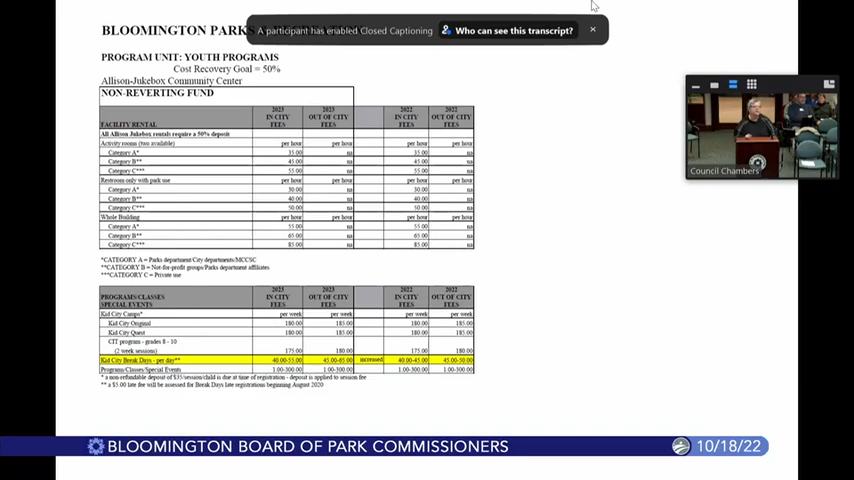 BLOOMINGTON PARKS
A participant has enabled Closed Captioning Who can see this transcript?
PROGRAM UNIT: YOUTH PROGRAMS
Cost Recovery Goal = 50%
Allison-Jukebox Community Center
NON-REVERTING FUND
FACILITY RENTAL 2023 IN CITY FEES 2023 OUT OF CITY FEES 2022 IN CITY FEES 2022 OUT OF CITY FEES
All Allison Jukebox rentals require a 50% deposit
Activity rooms (two available) per hour per hour per hour per hour
Category A* 35.00 na 35.00 na
Category B** 45.00 na 45.00 na
Category C*** 55.00 na 55.00 na
Restroom only with park use per hour per hour per hour per hour
Category A* 30.00 na 30.00 na
Category B** 40.00 na 40.00 na
Category C*** 50.00 na 50.00 na
Whole Building per hour per hour per hour per hour
Category A* 55.00 na 55.00 na
Category B** 65.00 na 65.00 na
Category C*** 85.00 na 85.00 na
*CATEGORY A = Parks department/City departments/MCCSC
**CATEGORY B = Not-for-profit groups/Parks department affiliates
***CATEGORY C = Private use
PROGRAMS/CLASSES SPECIAL EVENTS 2023 IN CITY FEES 2023 OUT OF CITY FEES 2022 IN CITY FEES 2022 OUT OF CITY FEES
Kid City Camps* per week per week per week per week
Kid City Original 180.00 185.00 180.00 185.00
Kid City Quest 180.00 185.00 180.00 185.00
CIT program - grades 8 - 10
(2 week sessions) 175.00 180.00 175.00 180.00
Kid City Break Days - per day** 40.00-55.00 45.00-65.00 increased 40.00-45.00 45.00-50.00
Programs/Classes/Special Events 1.00-300.00 1.00-300.00 1.00-300.00 1.00-300.00
* a non-refundable deposit of $35/session/child is due at time of registration - deposit is applied to session fee
** a $5.00 late fee will be assessed for Break Days late registrations beginning August 2020
Council Chambers
BLOOMINGTON BOARD OF PARK COMMISSIONERS
10/18/22